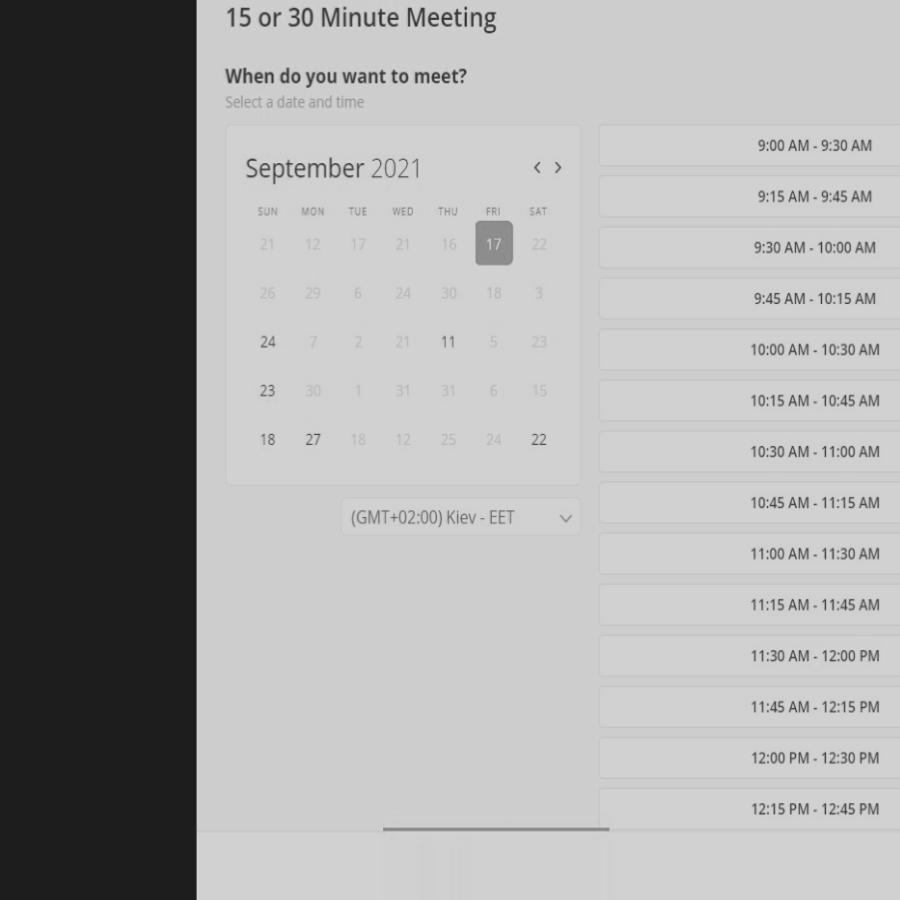 15 or 30 Minute Meeting
When do you want to meet?
Select a date and time
September 2021
SUN MON TUE WED THU FRI SAT
21 12 17 21 16 17 22
26 29 6 24 30 18 3
24 7 2 21 11 5 23
23 30 1 31 31 6 15
18 27 18 12 25 24 22
(GMT+02:00) Kiev - EET
9:00 AM - 9:30 AM
9:15 AM - 9:45 AM
9:30 AM - 10:00 AM
9:45 AM - 10:15 AM
10:00 AM - 10:30 AM
10:15 AM - 10:45 AM
10:30 AM - 11:00 AM
10:45 AM - 11:15 AM
11:00 AM - 11:30 AM
11:15 AM - 11:45 AM
11:30 AM - 12:00 PM
11:45 AM - 12:15 PM
12:00 PM - 12:30 PM
12:15 PM - 12:45 PM